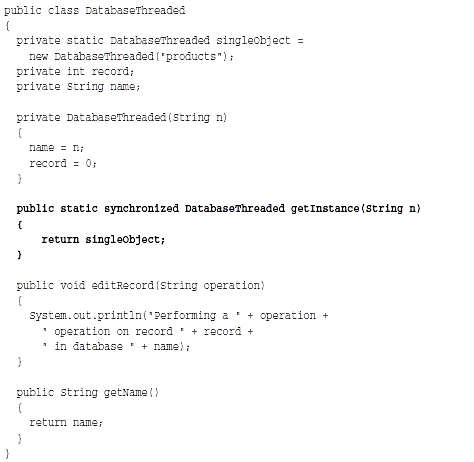 public class DatabaseThreaded
{
  private static DatabaseThreaded singleObject =
    new DatabaseThreaded("products");
  private int record;
  private String name;

  private DatabaseThreaded(String n)
  {
    name = n;
    record = 0;
  }

  public static synchronized DatabaseThreaded getInstance(String n)
  {
      return singleObject;
  }

  public void editRecord(String operation)
  {
    System.out.println("Performing a " + operation +
      " operation on record " + record +
      " in database " + name);
  }

  public String getName()
  {
    return name;
  }
}